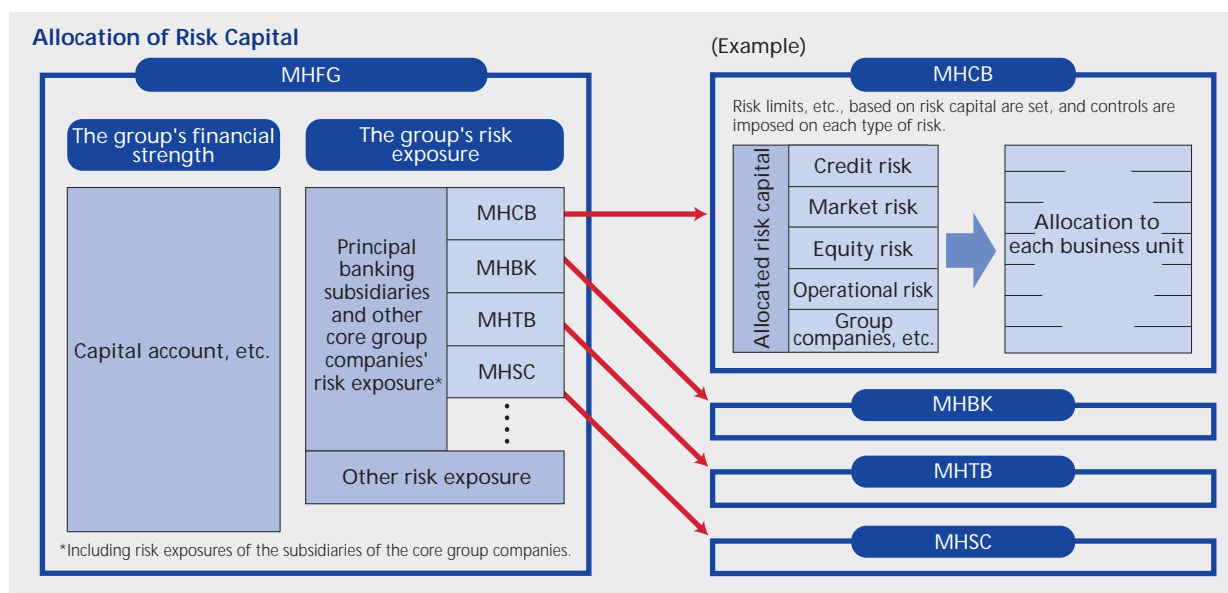 Allocation of Risk Capital
MHFG
The group's financial
strength
The group's risk
exposure
Capital account, etc.
Principal
banking
subsidiaries
and other
core group
companies'
risk exposure*
MHCB
MHBK
MHTB
MHSC
Other risk exposure
*Including risk exposures of the subsidiaries of the core group companies.
(Example)
MHCB
Risk limits, etc., based on risk capital are set, and controls are
imposed on each type of risk.
Allocated risk capital
Credit risk
Market risk
Equity risk
Operational risk
Group
companies, etc.
Allocation to
each business unit
MHBK
MHTB
MHSC